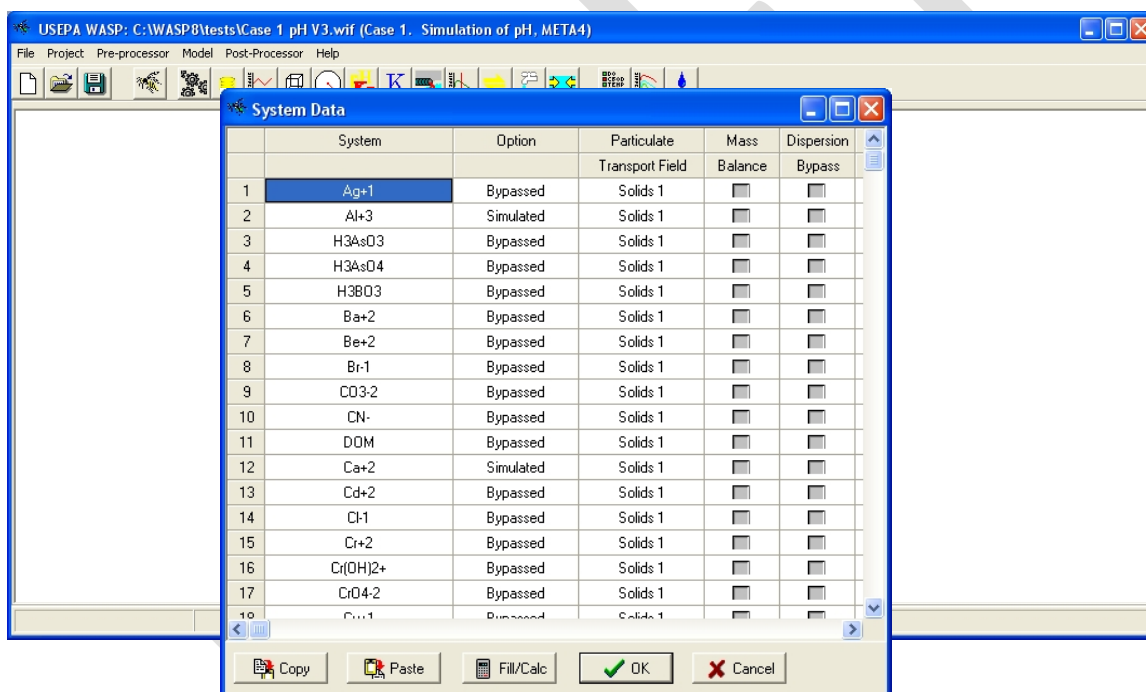 USEPA WASP: C:\WASP8\tests\Case 1 pH V3.wif (Case 1. Simulation of pH, META4)
File Project Pre-processor Model Post-Processor Help
System Data
System Option Particulate Mass Dispersion
Transport Field Balance Bypass
1 Ag+1 Bypassed Solids 1
2 Al+3 Simulated Solids 1
3 H3AsO3 Bypassed Solids 1
4 H3AsO4 Bypassed Solids 1
5 H3BO3 Bypassed Solids 1
6 Ba+2 Bypassed Solids 1
7 Be+2 Bypassed Solids 1
8 Br-1 Bypassed Solids 1
9 CO3-2 Bypassed Solids 1
10 CN- Bypassed Solids 1
11 DOM Bypassed Solids 1
12 Ca+2 Simulated Solids 1
13 Cd+2 Bypassed Solids 1
14 Cl-1 Bypassed Solids 1
15 Cr+2 Bypassed Solids 1
16 Cr(OH)2+ Bypassed Solids 1
17 CrO4-2 Bypassed Solids 1
18 Bypassed Solids 1
Copy Paste Fill/Calc OK Cancel